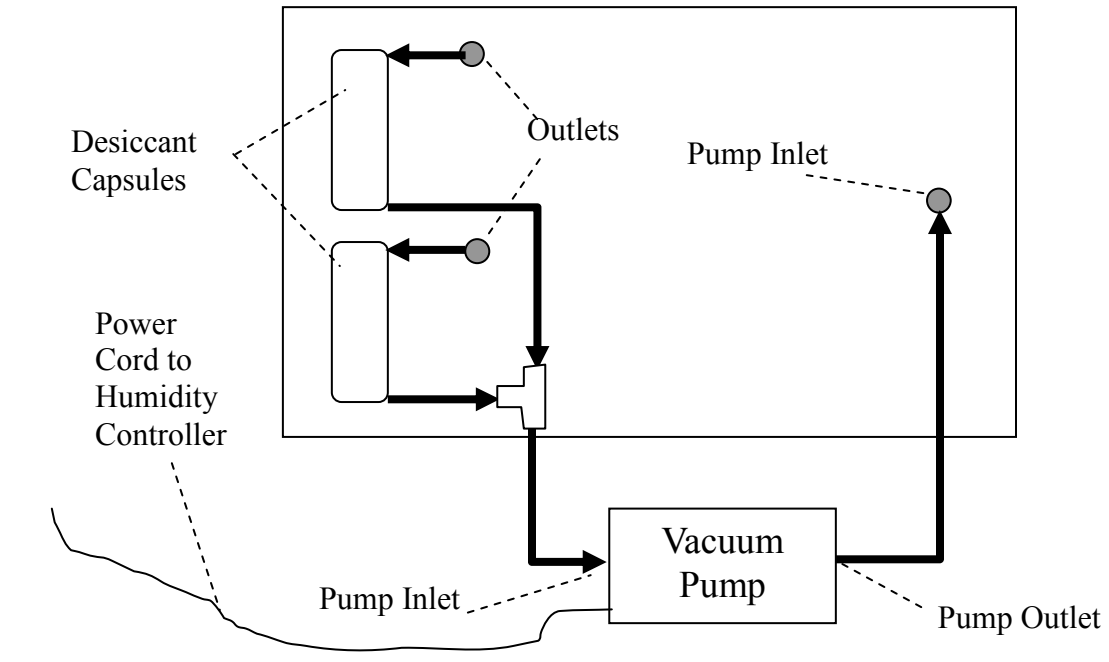 Outlets
Pump Inlet
Desiccant
Capsules
Power
Cord to
Humidity
Controller
Vacuum
Pump
Pump Inlet
Pump Outlet